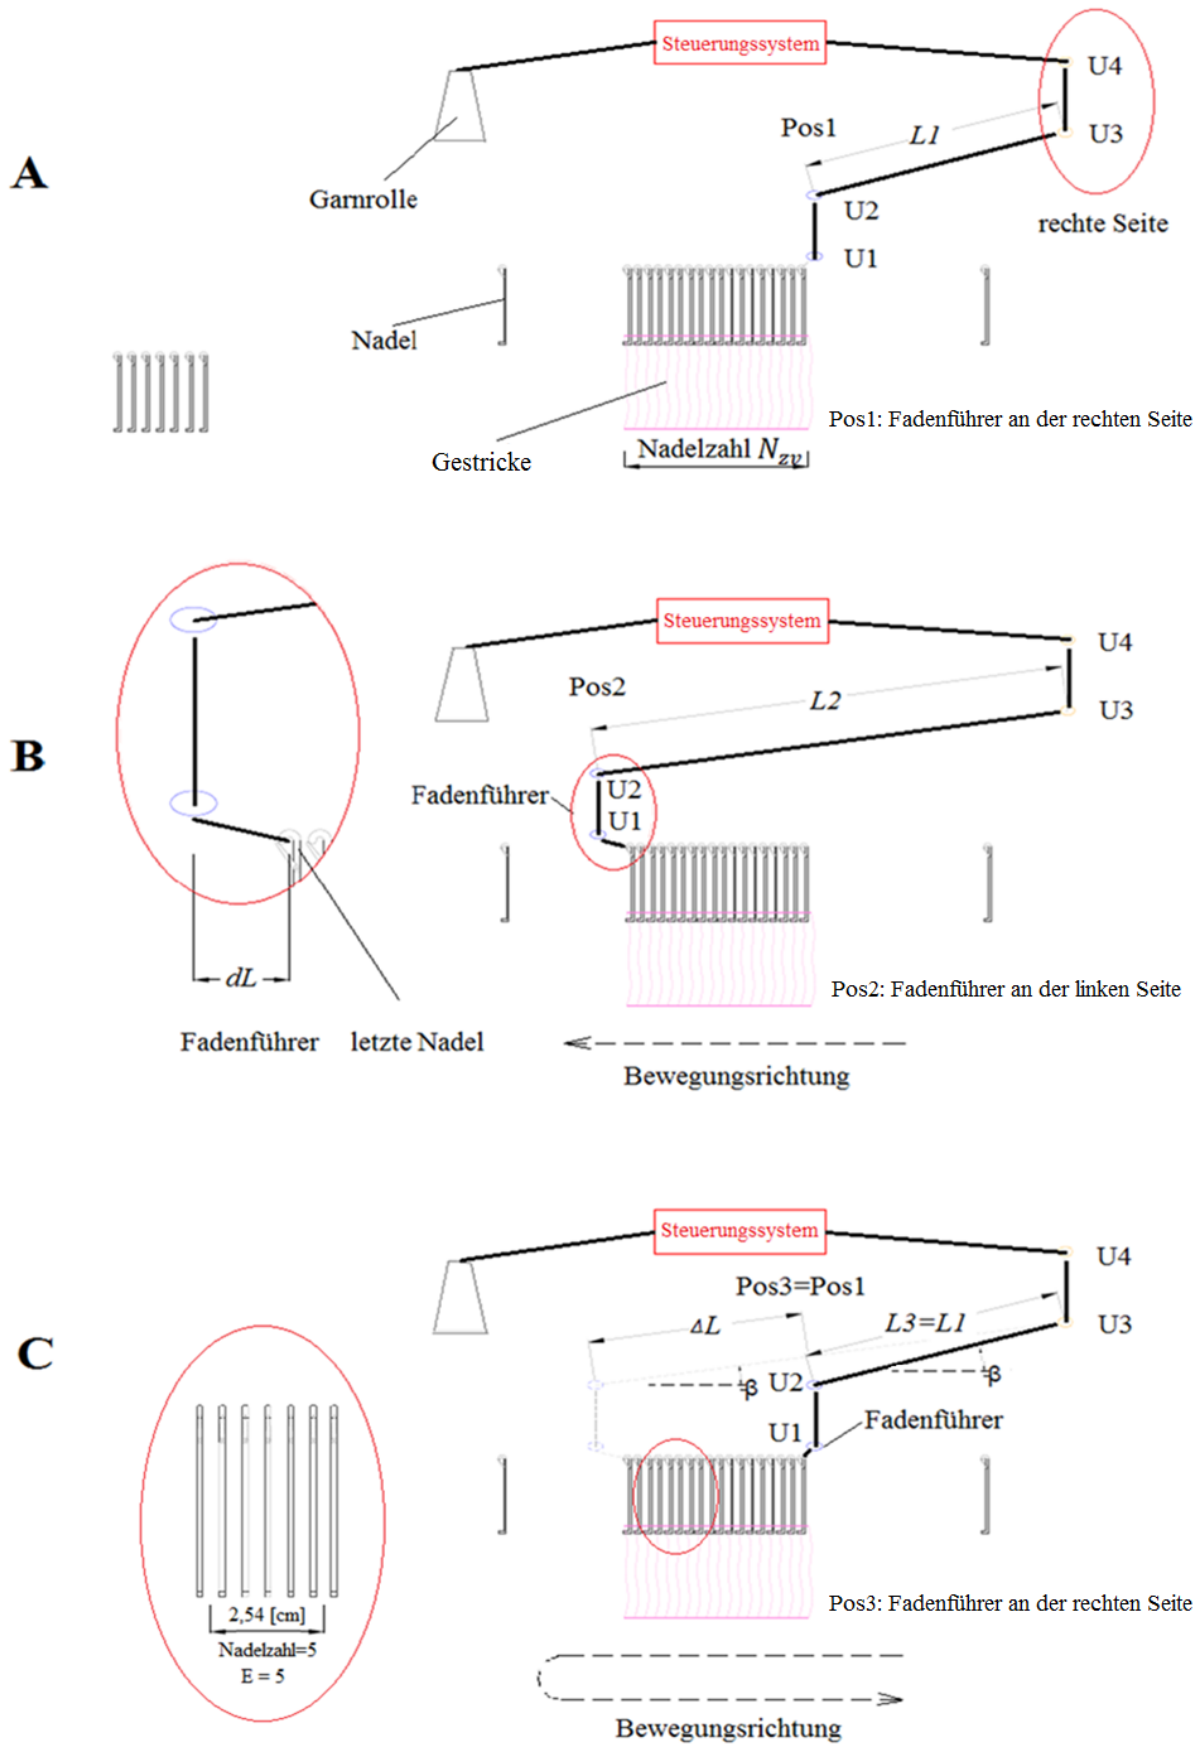 Steuerungssystem
U4
Pos1
L1
U3
A
Garnrolle
U2
rechte Seite
U1
Nadel
Pos1: Fadenführer an der rechten Seite
Gestricke
Nadelzahl N_zv
Steuerungssystem
U4
Pos2
L2
U3
B
Fadenführer
U2
U1
dL
Pos2: Fadenführer an der linken Seite
Fadenführer letzte Nadel
Bewegungsrichtung
Steuerungssystem
U4
Pos3=Pos1
ΔL
L3=L1
U3
C
β
U2
β
U1
Fadenführer
2,54 [cm]
Nadelzahl=5
E = 5
Pos3: Fadenführer an der rechten Seite
Bewegungsrichtung